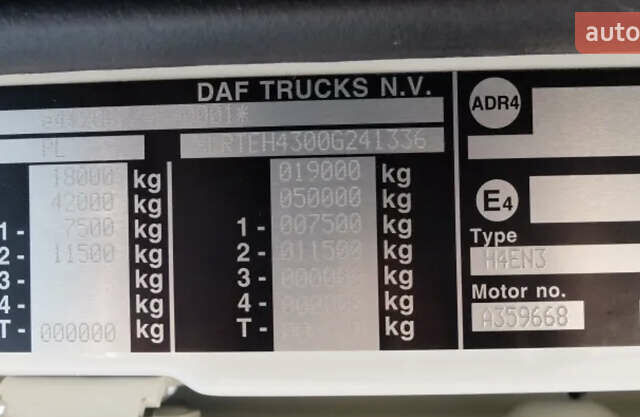 auto
DAF TRUCKS N.V.
ADR4
PL
LRTEH4300G241336
18000 kg 019000 kg
42000 kg 050000 kg
1- 7500 kg 1- 007500 kg
2- 11500 kg 2- 011500 kg
3- kg 3- kg
4- kg 4- kg
T- 000000 kg T- kg
E4
Type
H4EN3
Motor no.
A359668